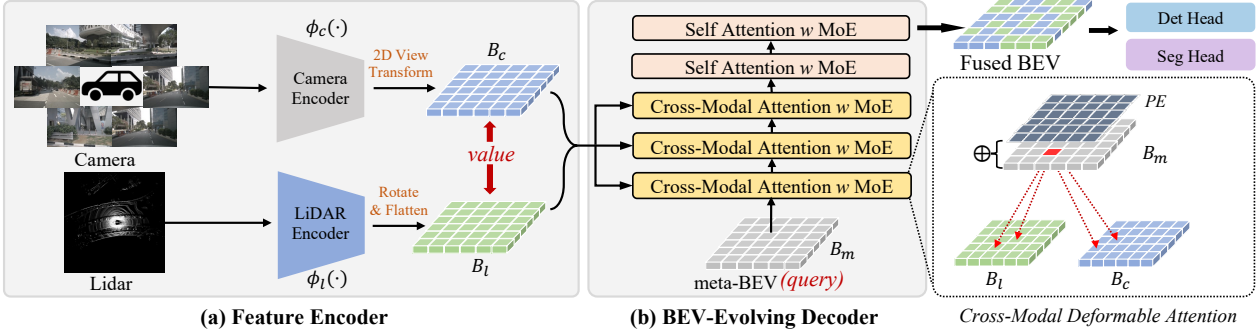 Camera
Lidar
ϕc(·)
Camera
Encoder
2D View
Transform
Bc
value
LiDAR
Encoder
ϕl(·)
Rotate
& Flatten
Bl
(a) Feature Encoder
Self Attention w MoE
Self Attention w MoE
Cross-Modal Attention w MoE
Cross-Modal Attention w MoE
Cross-Modal Attention w MoE
Bm
meta-BEV (query)
(b) BEV-Evolving Decoder
Fused BEV
Det Head
Seg Head
PE
⊕
Bm
Bl
Bc
Cross-Modal Deformable Attention